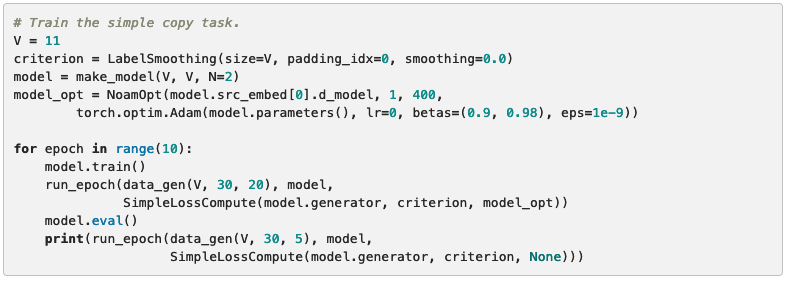 # Train the simple copy task.
V = 11
criterion = LabelSmoothing(size=V, padding_idx=0, smoothing=0.0)
model = make_model(V, V, N=2)
model_opt = NoamOpt(model.src_embed[0].d_model, 1, 400,
        torch.optim.Adam(model.parameters(), lr=0, betas=(0.9, 0.98), eps=1e-9))

for epoch in range(10):
    model.train()
    run_epoch(data_gen(V, 30, 20), model,
              SimpleLossCompute(model.generator, criterion, model_opt))
    model.eval()
    print(run_epoch(data_gen(V, 30, 5), model,
                    SimpleLossCompute(model.generator, criterion, None)))